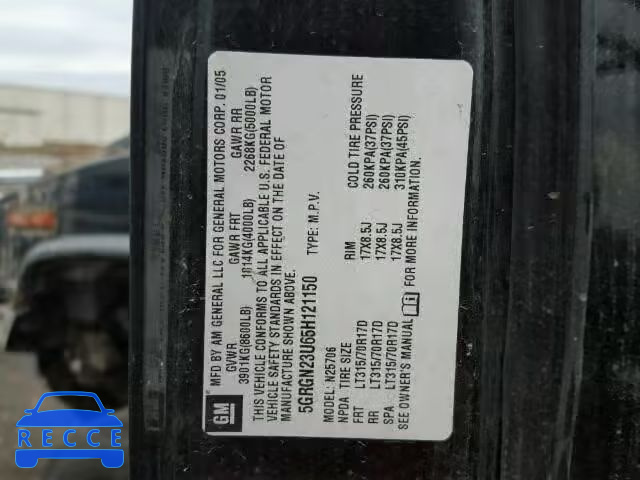 MFD BY AM GENERAL LLC FOR GENERAL MOTORS CORP. 01/05
GVWR GAWR FRT GAWR RR
3901KG(8600LB) 1814KG(4000LB) 2268KG(5000LB)
THIS VEHICLE CONFORMS TO ALL APPLICABLE U.S. FEDERAL MOTOR
VEHICLE SAFETY STANDARDS IN EFFECT ON THE DATE OF
MANUFACTURE SHOWN ABOVE.
5GRGN23U65H121150 TYPE: M.P.V.
MODEL: N25706
NPDA TIRE SIZE RIM COLD TIRE PRESSURE
FRT LT315/70R17D 17X8.5J 260KPA(37PSI)
RR LT315/70R17D 17X8.5J 260KPA(37PSI)
SPA LT315/70R17D 17X8.5J 310KPA(45PSI)
SEE OWNER'S MANUAL FOR MORE INFORMATION.
GM
RECCE